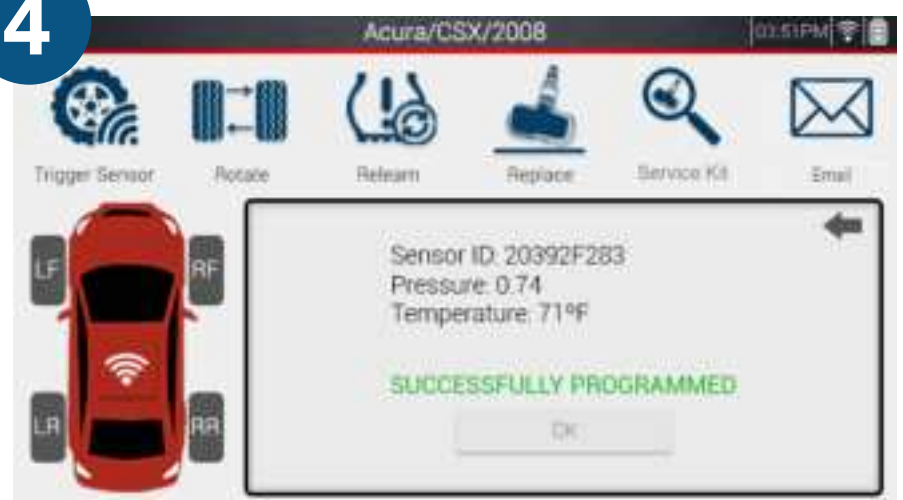 4
Acura/CSX/2008
03:51PM
Trigger Sensor
Rotate
Relearn
Replace
Service Kit
Email
LF
RF
LR
RR
Sensor ID: 20392F283
Pressure: 0.74
Temperature: 71ºF
SUCCESSFULLY PROGRAMMED
OK